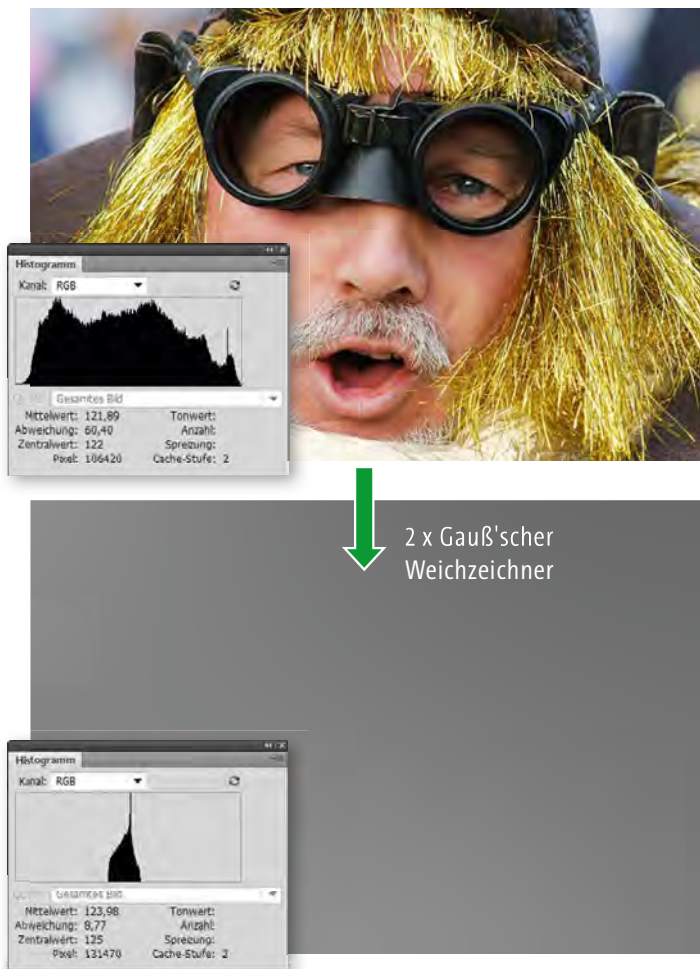 Histogramm
Kanal: RGB
Gesamtes Bild
Mittelwert: 121,89 Tonwert:
Abweichung: 60,40 Anzahl:
Zentralwert: 122 Spreizung:
Pixel: 106420 Cache-Stufe: 2
2 x Gauß'scher
Weichzeichner
Histogramm
Kanal: RGB
Gesamtes Bild
Mittelwert: 123,98 Tonwert:
Abweichung: 8,77 Anzahl:
Zentralwert: 125 Spreizung:
Pixel: 131470 Cache-Stufe: 2